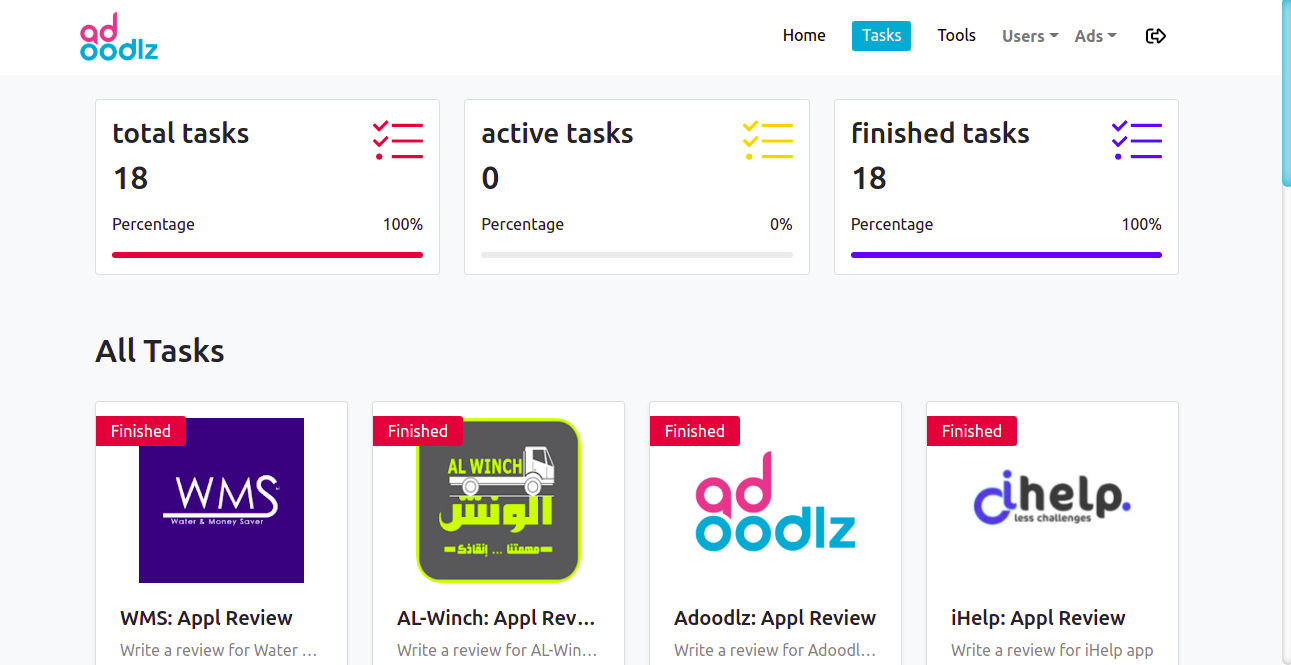 ad
oodlz
Home Tasks Tools Users Ads
total tasks
18
Percentage 100%
active tasks
0
Percentage 0%
finished tasks
18
Percentage 100%
All Tasks
Finished
WMS
Water & Money Saver
WMS: Appl Review
Write a review for Water ...
Finished
AL WINCH
الونش
مهمتنا ... إنقاذك
AL-Winch: Appl Rev...
Write a review for AL-Win...
Finished
ad
oodlz
Adoodlz: Appl Review
Write a review for Adoodl...
Finished
ihelp.
less challenges
iHelp: Appl Review
Write a review for iHelp app